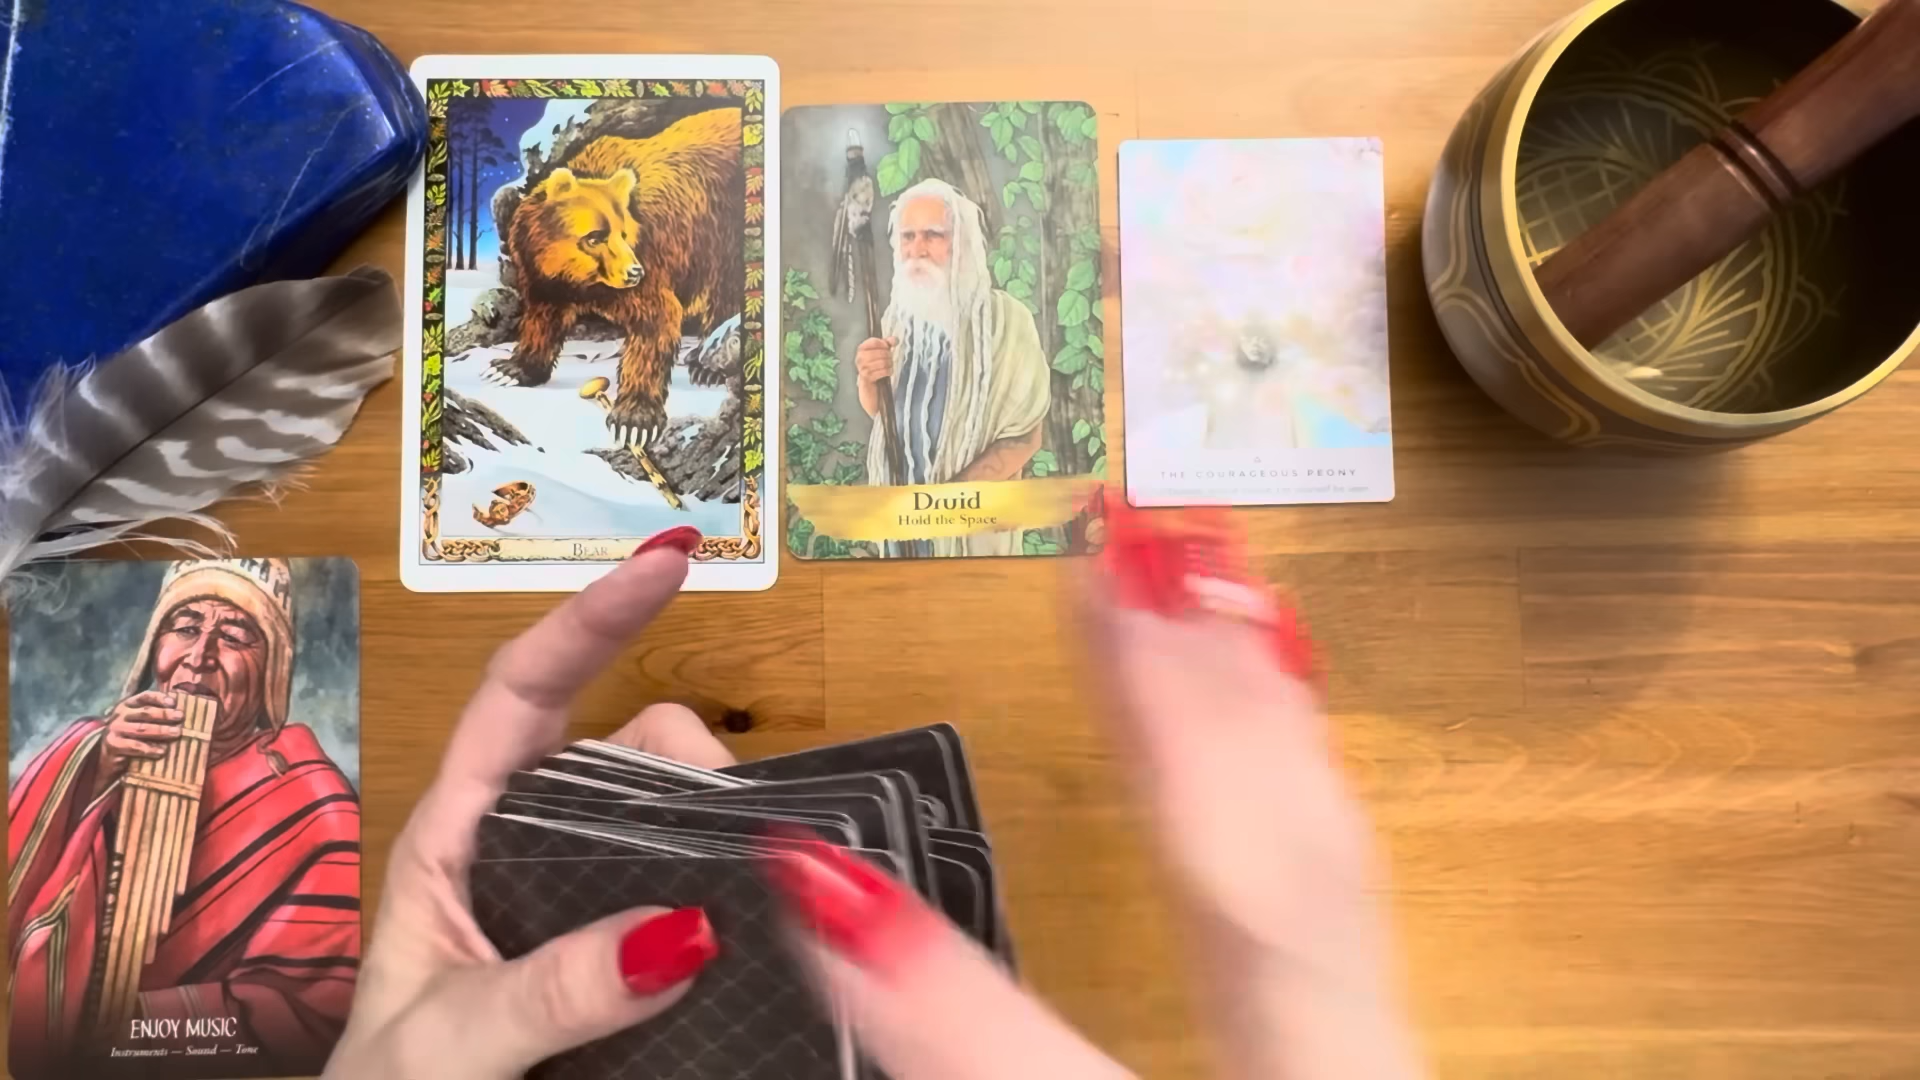 BEAR
Druid
Hold the Space
THE COURAGEOUS PEONY
ENJOY MUSIC
Instruments — Sound — Tone